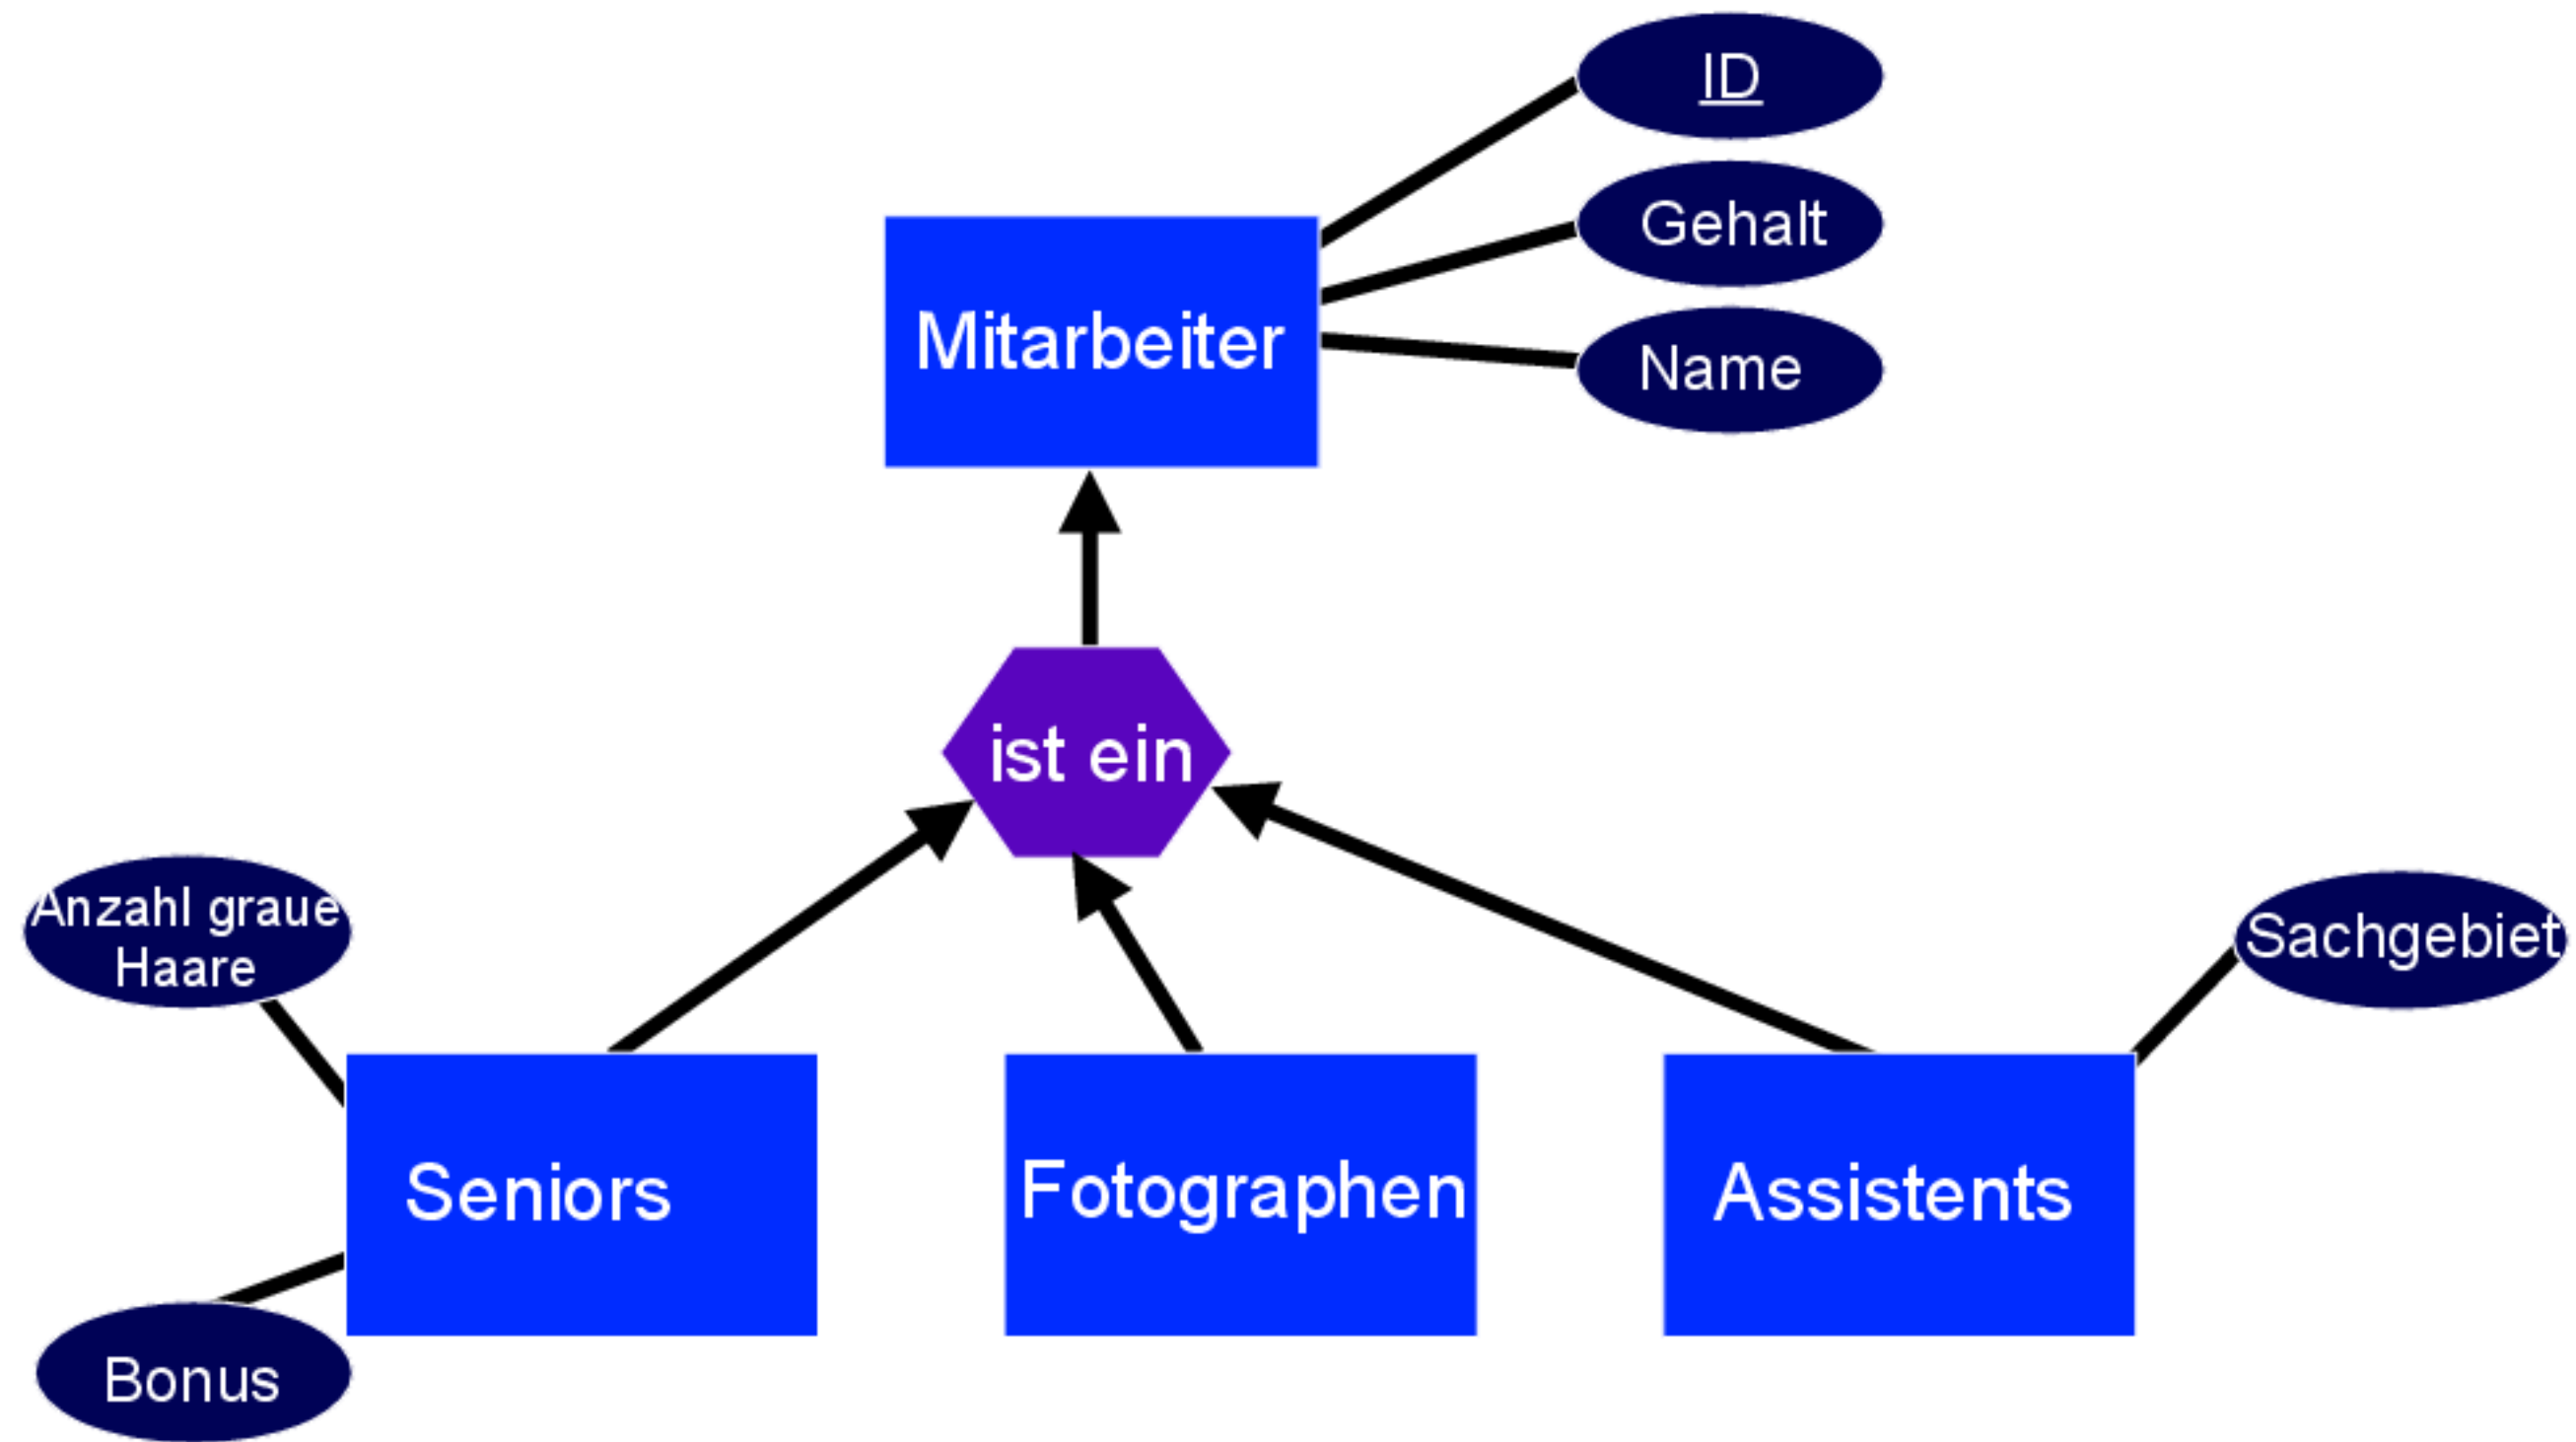 ID
Gehalt
Name
Mitarbeiter
ist ein
Anzahl graue
Haare
Sachgebiet
Seniors
Fotographen
Assistents
Bonus